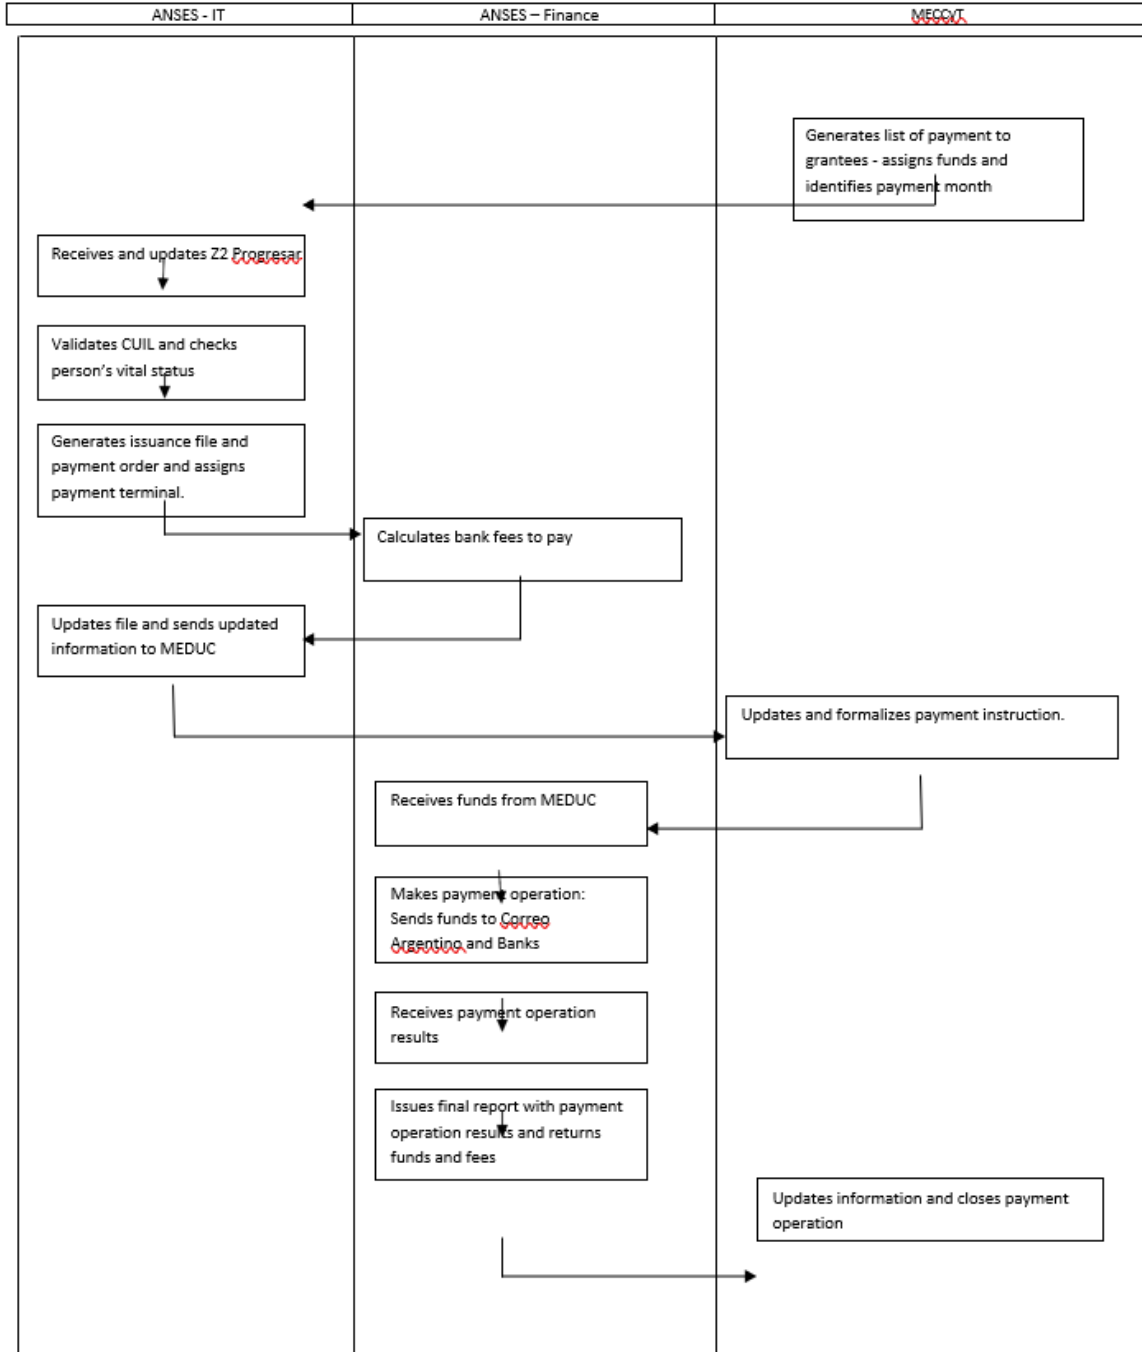 ANSES - IT
ANSES – Finance
MECCyT
Generates list of payment to
grantees - assigns funds and
identifies payment month
Receives and updates Z2 Progresar
Validates CUIL and checks
person's vital status
Generates issuance file and
payment order and assigns
payment terminal.
Calculates bank fees to pay
Updates file and sends updated
information to MEDUC
Updates and formalizes payment instruction.
Receives funds from MEDUC
Makes payment operation:
Sends funds to Correo
Argentino and Banks
Receives payment operation
results
Issues final report with payment
operation results and returns
funds and fees
Updates information and closes payment
operation